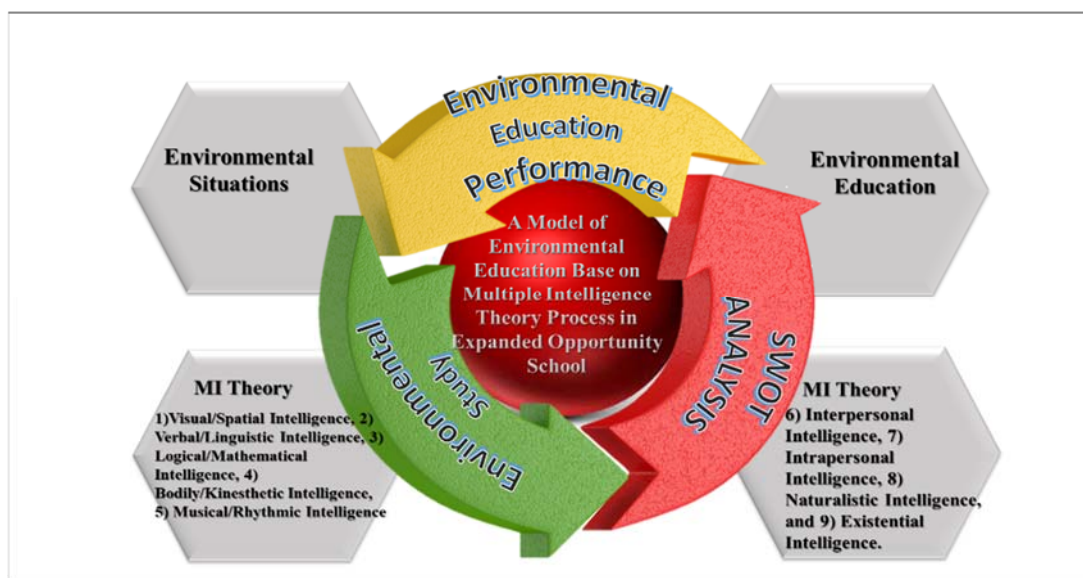 Environmental
Situations
Environmental
Education
Performance
Environmental
Education
A Model of
Environmental
Education Base on
Multiple Intelligence
Theory Process in
Expanded Opportunity
School
Environmental
Study
SWOT
ANALYSIS
MI Theory
1)Visual/Spatial Intelligence, 2)
Verbal/Linguistic Intelligence, 3)
Logical/Mathematical
Intelligence, 4)
Bodily/Kinesthetic Intelligence,
5) Musical/Rhythmic Intelligence
MI Theory
6) Interpersonal
Intelligence, 7)
Intrapersonal
Intelligence, 8)
Naturalistic Intelligence,
and 9) Existential
Intelligence.